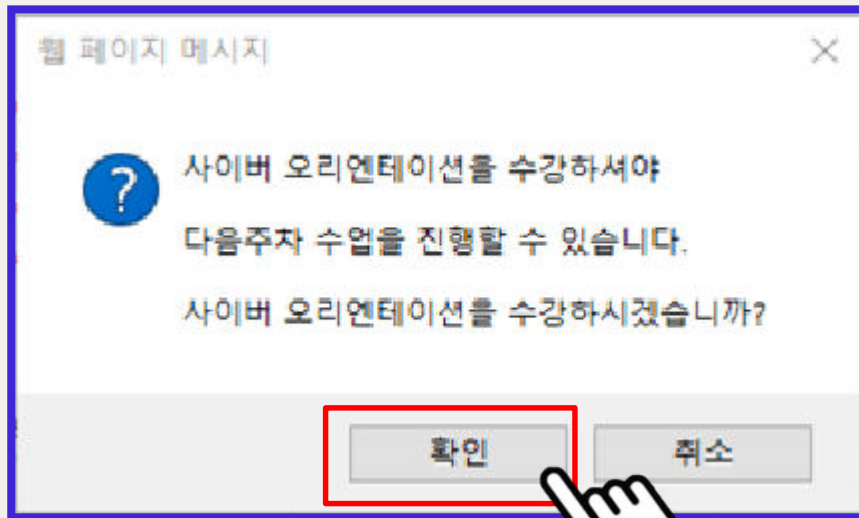 웹 페이지 메시지
사이버 오리엔테이션을 수강하셔야
다음주차 수업을 진행할 수 있습니다.
사이버 오리엔테이션을 수강하시겠습니까?
확인
취소